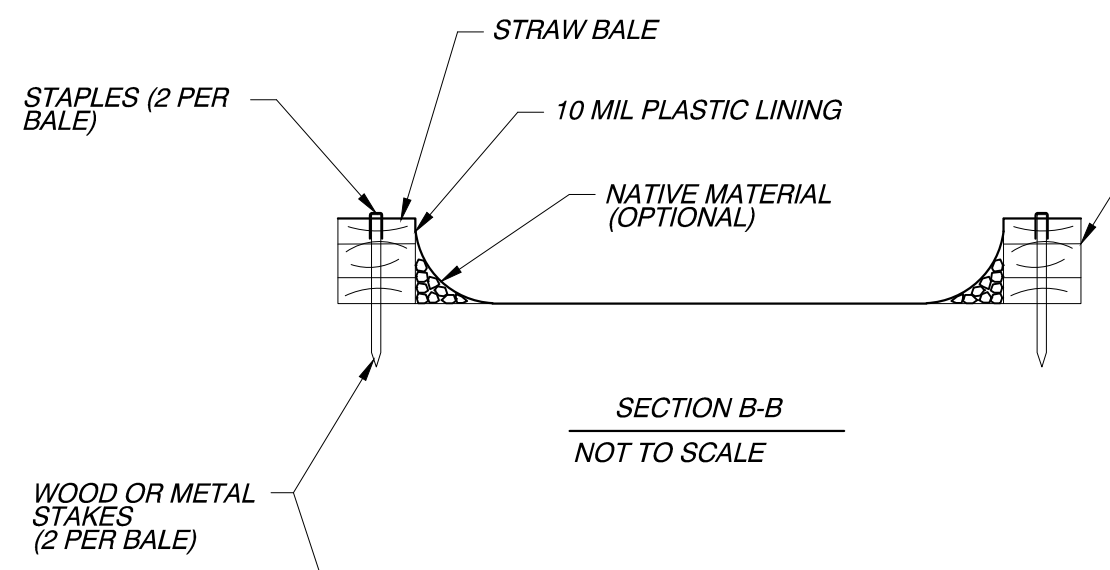 STRAW BALE
STAPLES (2 PER
BALE)
10 MIL PLASTIC LINING
NATIVE MATERIAL
(OPTIONAL)
SECTION B-B
NOT TO SCALE
WOOD OR METAL
STAKES
(2 PER BALE)